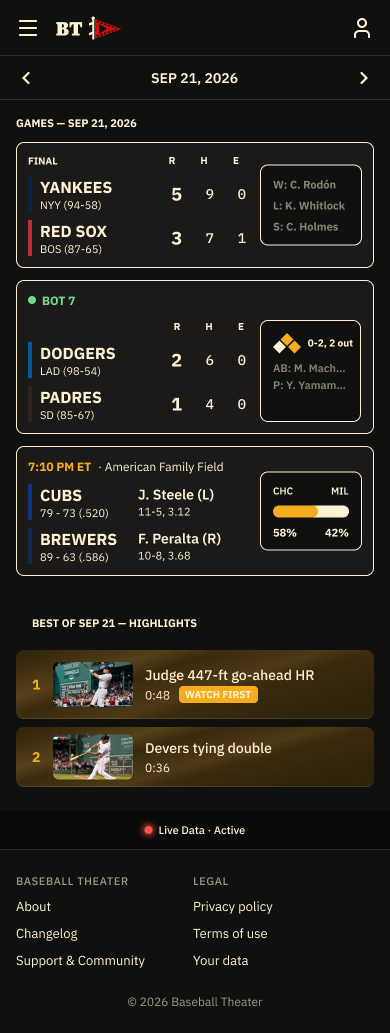 BT
SEP 21, 2026
GAMES — SEP 21, 2026
FINAL R H E
YANKEES 5 9 0
NYY (94-58)
RED SOX 3 7 1
BOS (87-65)
W: C. Rodón
L: K. Whitlock
S: C. Holmes
BOT 7
R H E
DODGERS 2 6 0
LAD (98-54)
PADRES 1 4 0
SD (85-67)
0-2, 2 out
AB: M. Mach...
P: Y. Yamam...
7:10 PM ET · American Family Field
CUBS J. Steele (L)
79 - 73 (.520) 11-5, 3.12
BREWERS F. Peralta (R)
89 - 63 (.586) 10-8, 3.68
CHC MIL
58% 42%
BEST OF SEP 21 — HIGHLIGHTS
1 Judge 447-ft go-ahead HR
0:48 WATCH FIRST
2 Devers tying double
0:36
Live Data · Active
BASEBALL THEATER LEGAL
About Privacy policy
Changelog Terms of use
Support & Community Your data
© 2026 Baseball Theater